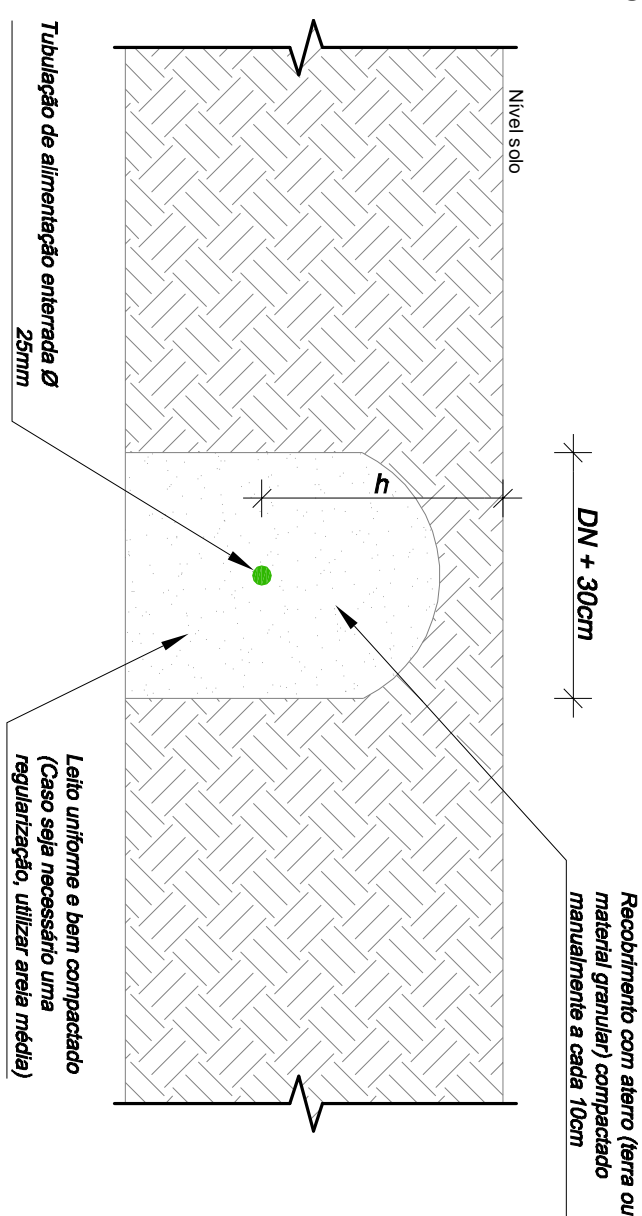 Nível solo
DN + 30cm
h
Recobrimento com aterro (terra ou
material granular) compactado
manualmente a cada 10cm
Tubulação de alimentação enterrada Ø
25mm
Leito uniforme e bem compactado
(Caso seja necessário uma
regularização, utilizar areia média)